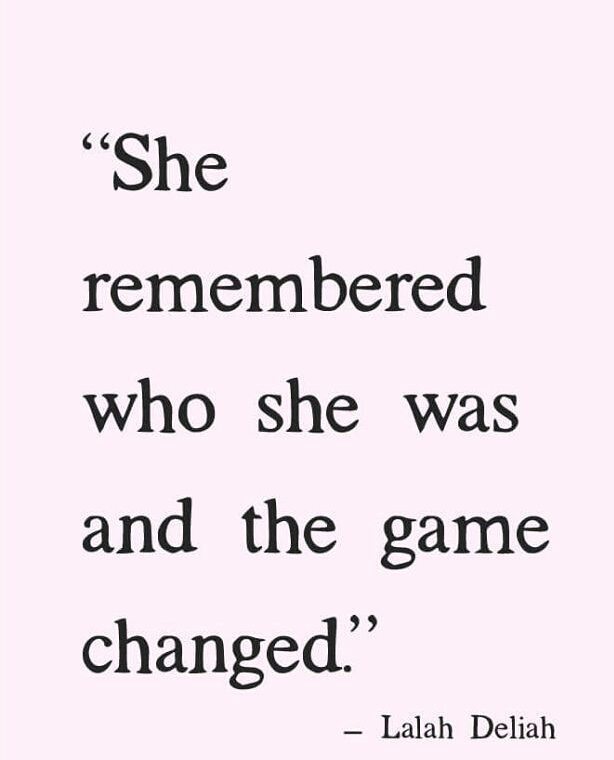 “She
remembered
who she was
and the game
changed.”
– Lalah Deliah